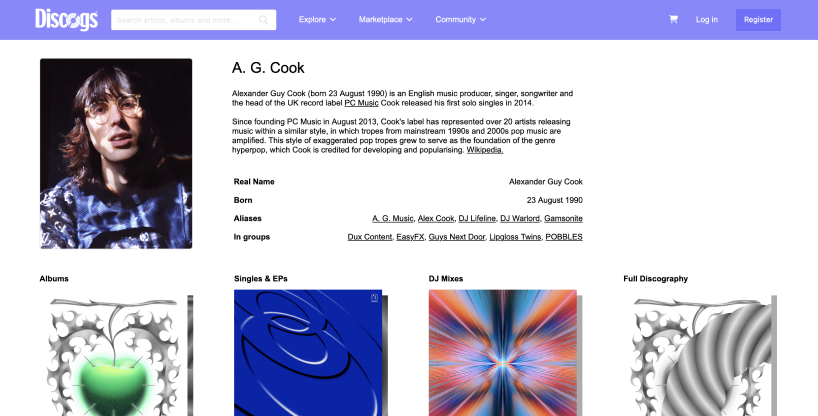 Discogs
Search artists, albums and more...
Explore
Marketplace
Community
Log in
Register
A. G. Cook
Alexander Guy Cook (born 23 August 1990) is an English music producer, singer, songwriter and
the head of the UK record label PC Music Cook released his first solo singles in 2014.
Since founding PC Music in August 2013, Cook's label has represented over 20 artists releasing
music within a similar style, in which tropes from mainstream 1990s and 2000s pop music are
amplified. This style of exaggerated pop tropes grew to serve as the foundation of the genre
hyperpop, which Cook is credited for developing and popularising. Wikipedia.
Real Name Alexander Guy Cook
Born 23 August 1990
Aliases A. G. Music, Alex Cook, DJ Lifeline, DJ Warlord, Gamsonite
In groups Dux Content, EasyFX, Guys Next Door, Lipgloss Twins, POBBLES
Albums
Singles & EPs
DJ Mixes
Full Discography